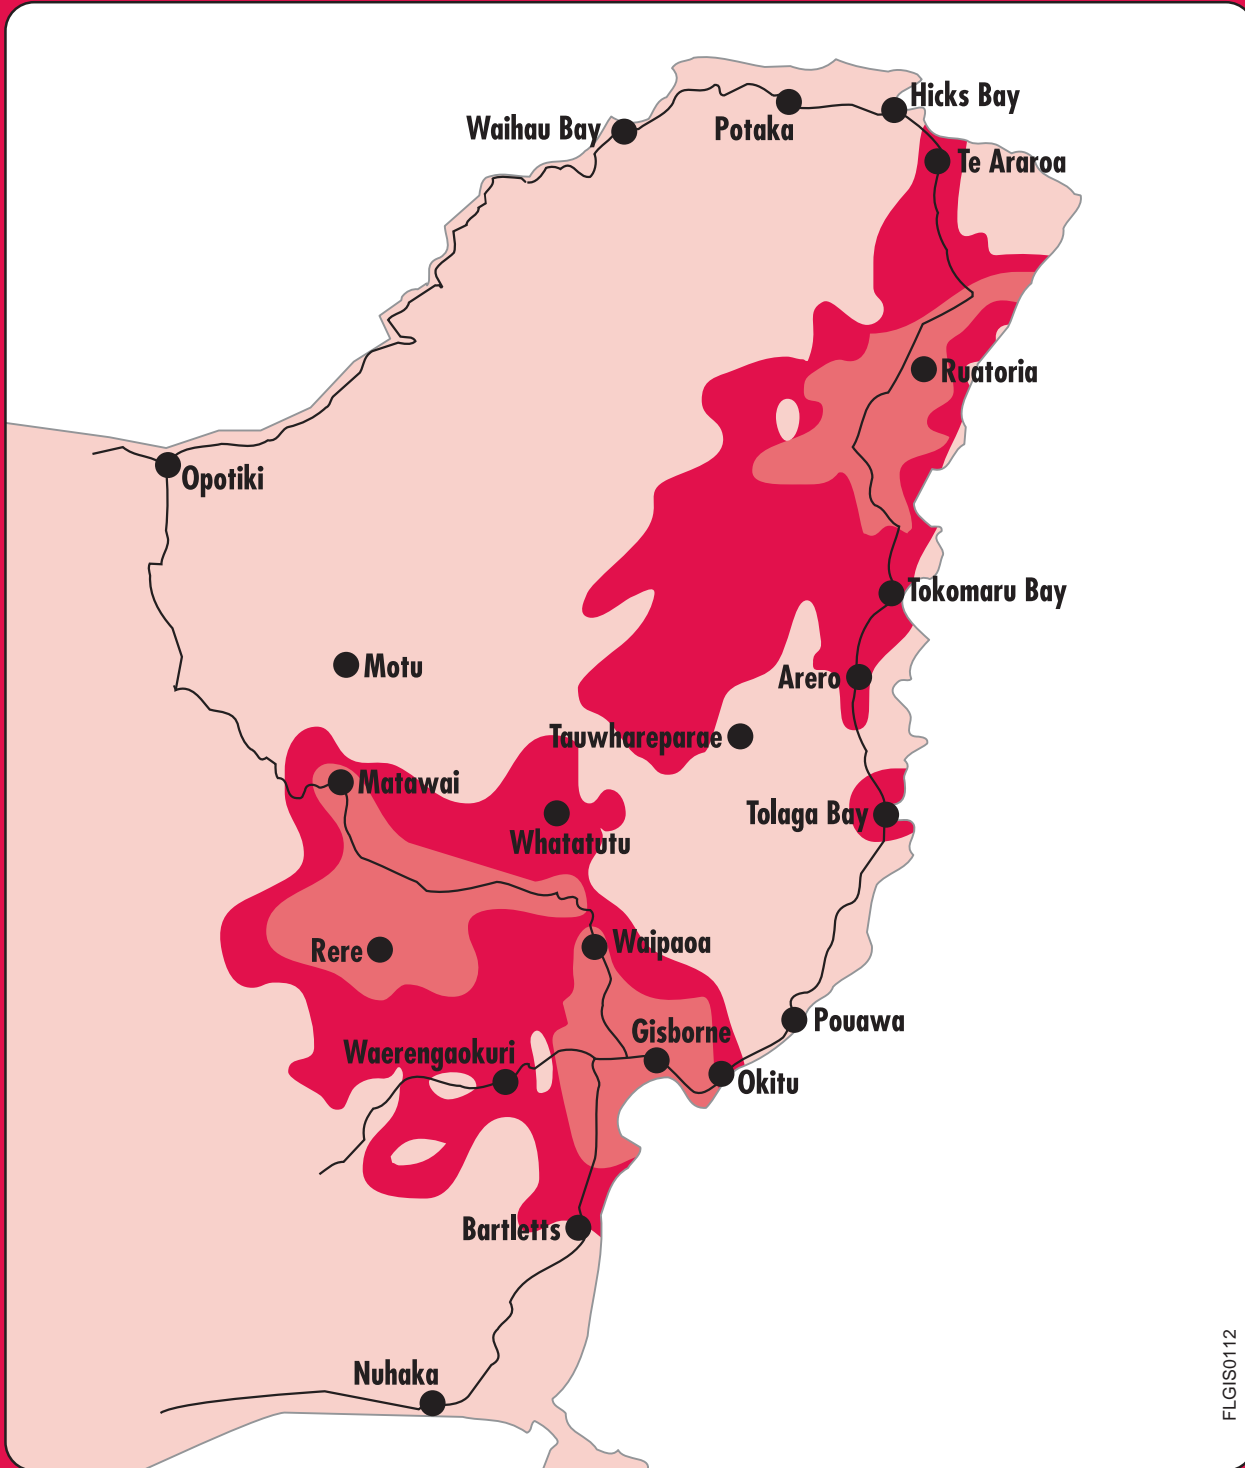 Hicks Bay
Waihau Bay
Potaka
Te Araroa
Ruatoria
Opotiki
Tokomaru Bay
Motu
Arero
Tauwhareparae
Matawai
Tolaga Bay
Whatatutu
Waipaoa
Rere
Pouawa
Gisborne
Waerengaokuri
Okitu
Bartletts
Nuhaka
FLGIS0112